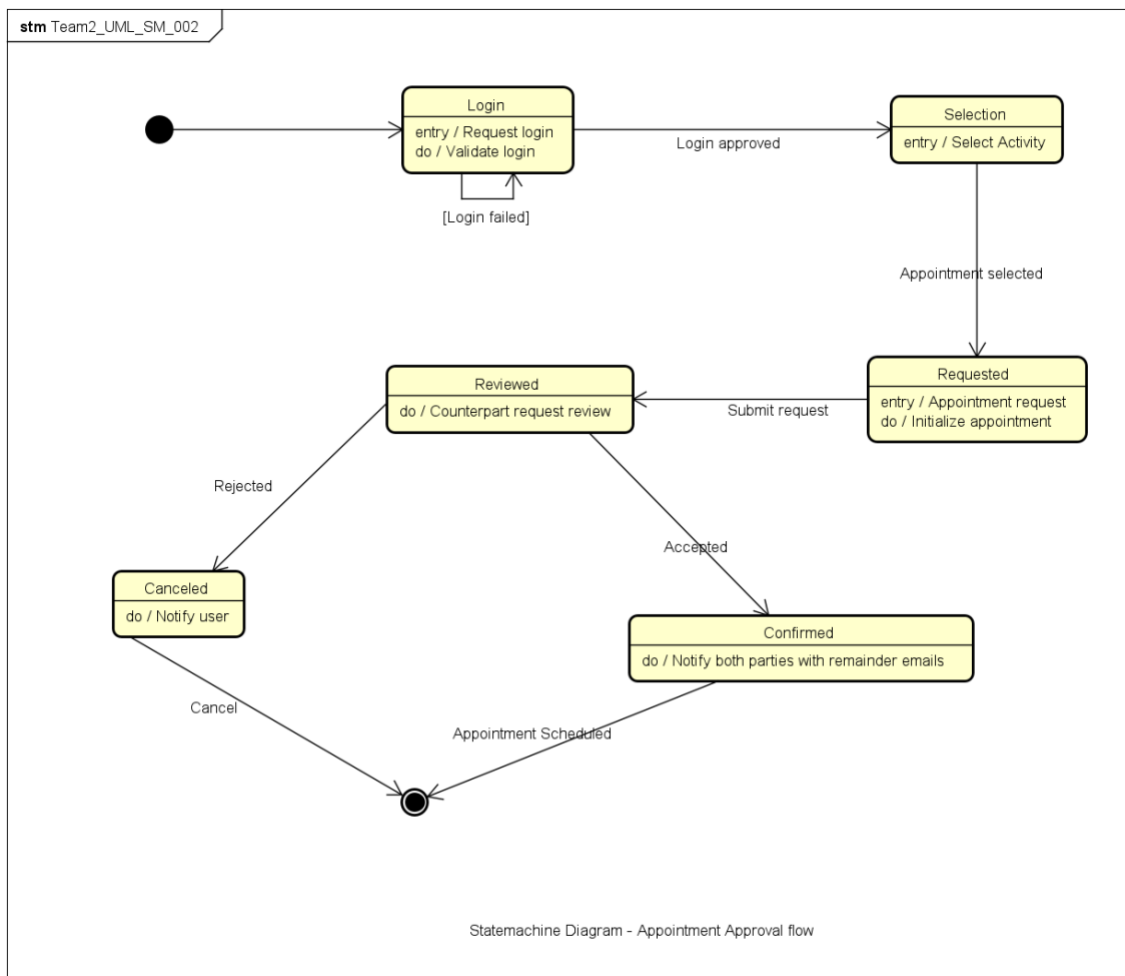 stm Team2_UML_SM_002
Login
entry / Request login
do / Validate login
Login approved
Selection
entry / Select Activity
[Login failed]
Appointment selected
Requested
entry / Appointment request
do / Initialize appointment
Submit request
Reviewed
do / Counterpart request review
Rejected
Accepted
Canceled
do / Notify user
Confirmed
do / Notify both parties with remainder emails
Cancel
Appointment Scheduled
Statemachine Diagram - Appointment Approval flow